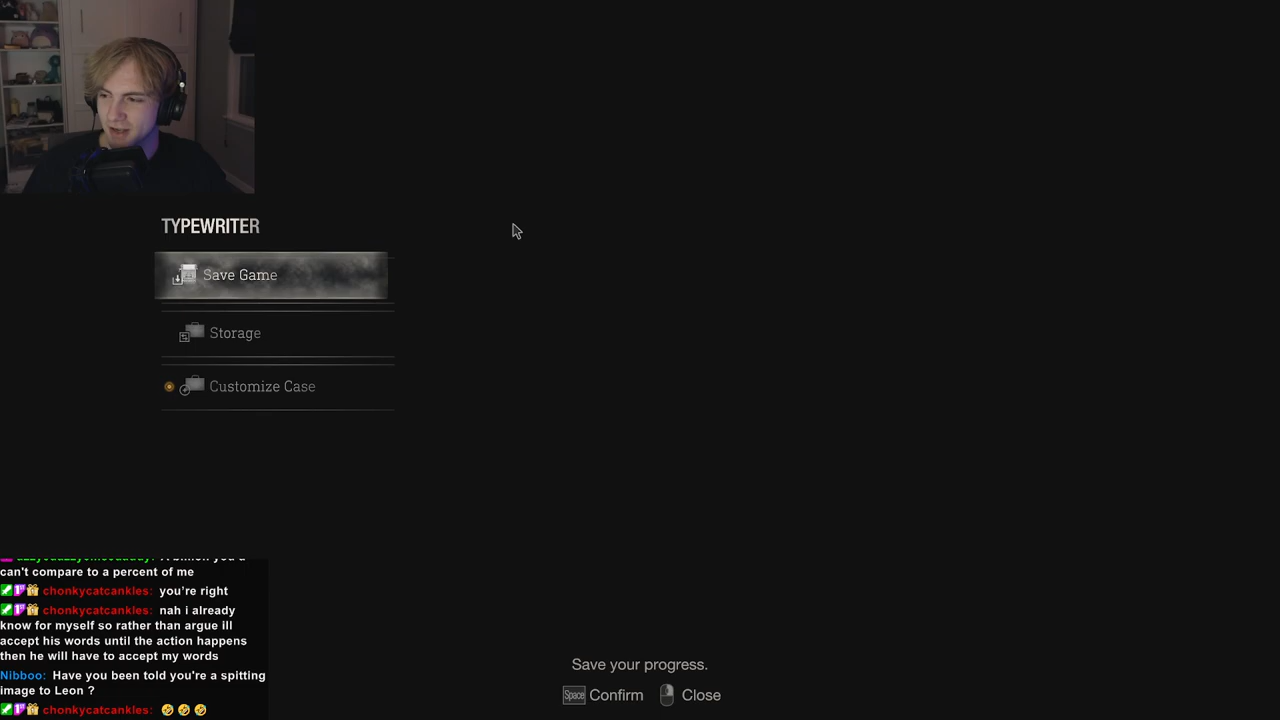 TYPEWRITER
Save Game
Storage
Customize Case
can't compare to a percent of me
chonkycatcankles: you're right
chonkycatcankles: nah i already
know for myself so rather than argue ill
accept his words until the action happens
then he will have to accept my words
Nibboo: Have you been told you're a spitting
image to Leon ?
chonkycatcankles: 🤣 🤣 🤣
Save your progress.
Space Confirm Close